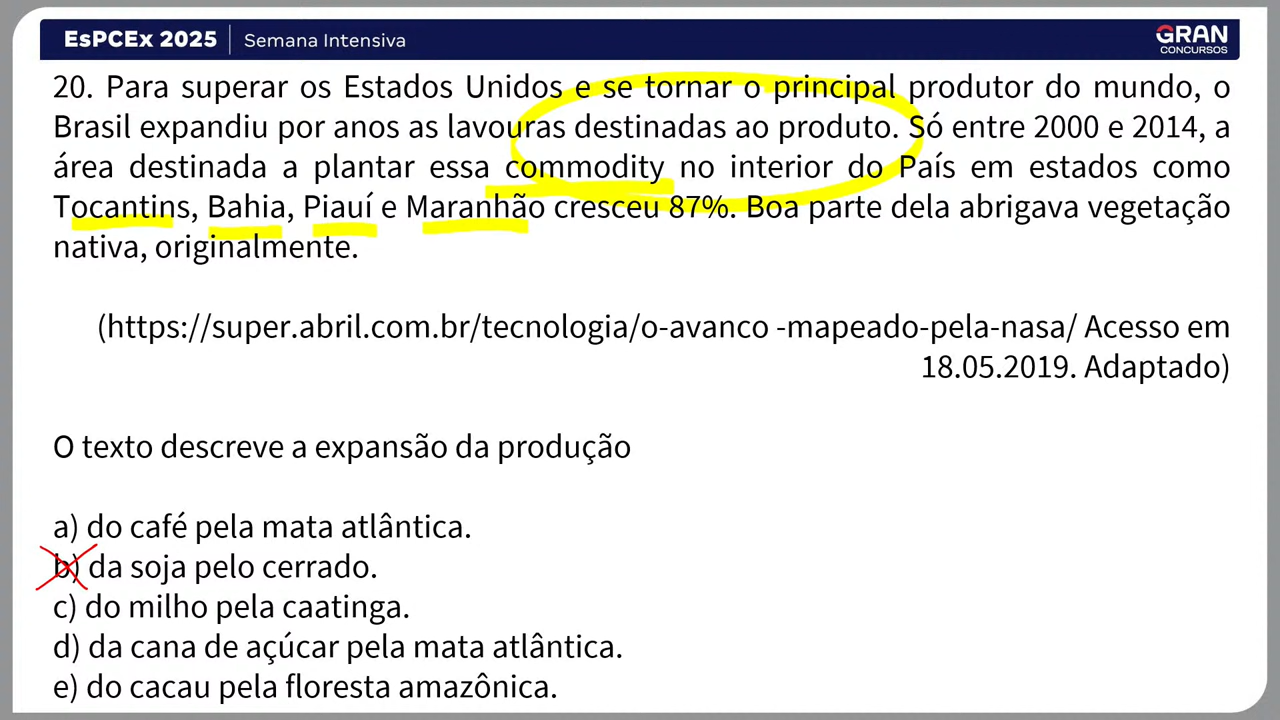 EsPCEx 2025 | Semana Intensiva
GRAN
CONCURSOS
20. Para superar os Estados Unidos e se tornar o principal produtor do mundo, o
Brasil expandiu por anos as lavouras destinadas ao produto. Só entre 2000 e 2014, a
área destinada a plantar essa commodity no interior do País em estados como
Tocantins, Bahia, Piauí e Maranhão cresceu 87%. Boa parte dela abrigava vegetação
nativa, originalmente.
(https://super.abril.com.br/tecnologia/o-avanco -mapeado-pela-nasa/ Acesso em
18.05.2019. Adaptado)
O texto descreve a expansão da produção
a) do café pela mata atlântica.
b) da soja pelo cerrado.
c) do milho pela caatinga.
d) da cana de açúcar pela mata atlântica.
e) do cacau pela floresta amazônica.